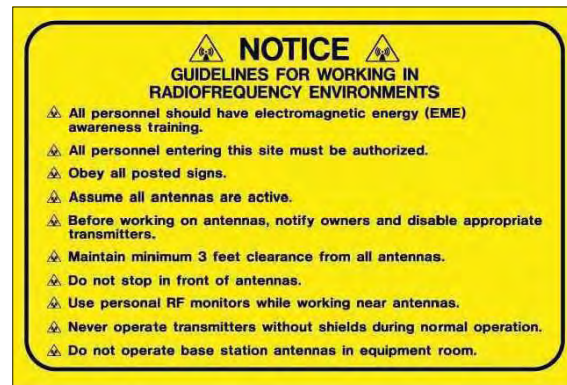 NOTICE
GUIDELINES FOR WORKING IN
RADIOFREQUENCY ENVIRONMENTS
All personnel should have electromagnetic energy (EME)
awareness training.
All personnel entering this site must be authorized.
Obey all posted signs.
Assume all antennas are active.
Before working on antennas, notify owners and disable appropriate
transmitters.
Maintain minimum 3 feet clearance from all antennas.
Do not stop in front of antennas.
Use personal RF monitors while working near antennas.
Never operate transmitters without shields during normal operation.
Do not operate base station antennas in equipment room.